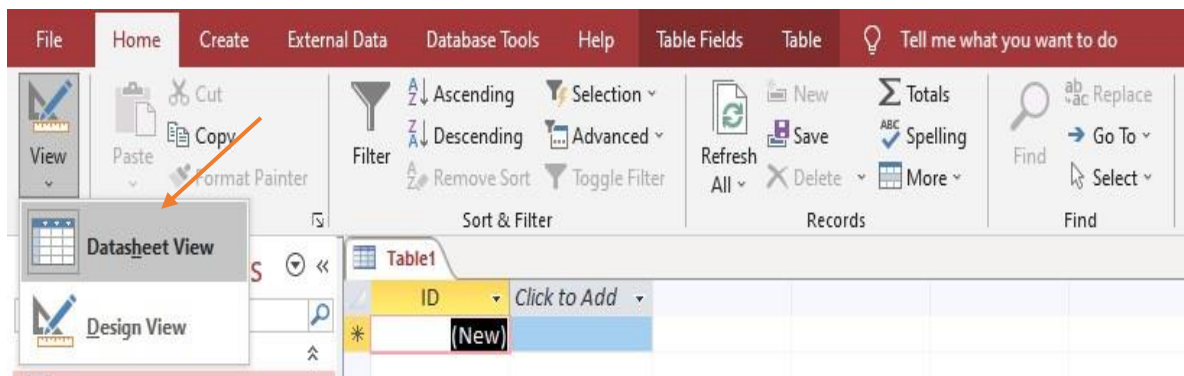 File Home Create External Data Database Tools Help Table Fields Table Tell me what you want to do
View
Paste
Cut
Copy
Format Painter
Filter
Ascending
Descending
Remove Sort
Selection
Advanced
Toggle Filter
Sort & Filter
Refresh
All
New
Save
Delete
Totals
Spelling
More
Records
Find
Replace
Go To
Select
Find
Datasheet View
Design View
S
Table1
ID Click to Add
(New)